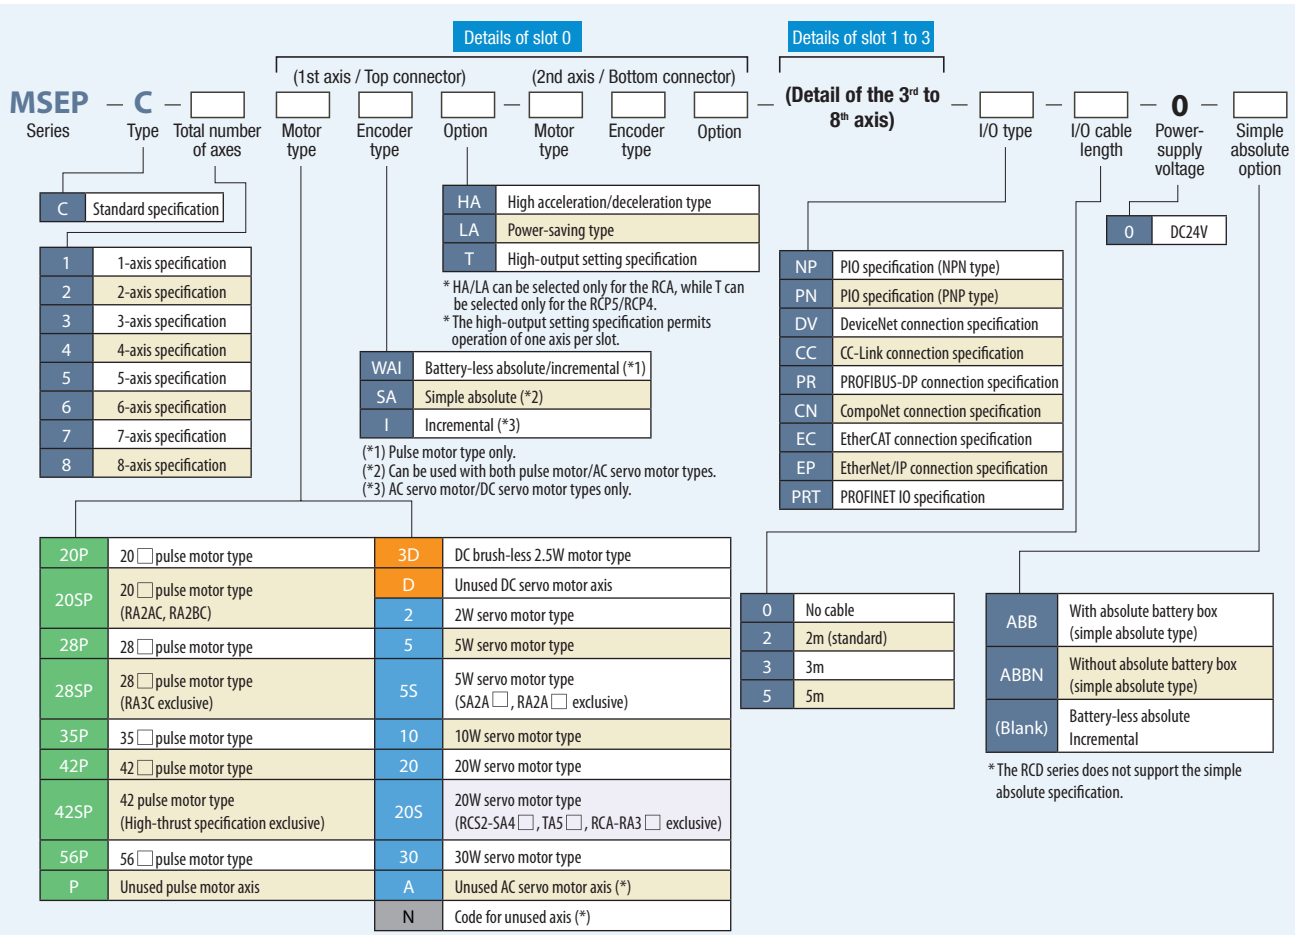 Details of slot 0
Details of slot 1 to 3
(1st axis / Top connector)
(2nd axis / Bottom connector)
MSEP – C – □ □ □ □ – □ □ □ – (Detail of the 3rd to 8th axis) – □ – □ – 0 – □
Series
Type
Total number
of axes
Motor
type
Encoder
type
Option
Motor
type
Encoder
type
Option
I/O type
I/O cable
length
Power-
supply
voltage
Simple
absolute
option
C Standard specification
1 1-axis specification
2 2-axis specification
3 3-axis specification
4 4-axis specification
5 5-axis specification
6 6-axis specification
7 7-axis specification
8 8-axis specification
HA High acceleration/deceleration type
LA Power-saving type
T High-output setting specification
* HA/LA can be selected only for the RCA, while T can
be selected only for the RCP5/RCP4.
* The high-output setting specification permits
operation of one axis per slot.
WAI Battery-less absolute/incremental (*1)
SA Simple absolute (*2)
I Incremental (*3)
(*1) Pulse motor type only.
(*2) Can be used with both pulse motor/AC servo motor types.
(*3) AC servo motor/DC servo motor types only.
0 DC24V
NP PIO specification (NPN type)
PN PIO specification (PNP type)
DV DeviceNet connection specification
CC CC-Link connection specification
PR PROFIBUS-DP connection specification
CN CompoNet connection specification
EC EtherCAT connection specification
EP EtherNet/IP connection specification
PRT PROFINET IO specification
20P 20 □ pulse motor type
20SP 20 □ pulse motor type
(RA2AC, RA2BC)
28P 28 □ pulse motor type
28SP 28 □ pulse motor type
(RA3C exclusive)
35P 35 □ pulse motor type
42P 42 □ pulse motor type
42SP 42 pulse motor type
(High-thrust specification exclusive)
56P 56 □ pulse motor type
P Unused pulse motor axis
3D DC brush-less 2.5W motor type
D Unused DC servo motor axis
2 2W servo motor type
5 5W servo motor type
5S 5W servo motor type
(SA2A □ , RA2A □ exclusive)
10 10W servo motor type
20 20W servo motor type
20S 20W servo motor type
(RCS2-SA4 □ , TA5 □ , RCA-RA3 □ exclusive)
30 30W servo motor type
A Unused AC servo motor axis (*)
N Code for unused axis (*)
0 No cable
2 2m (standard)
3 3m
5 5m
ABB With absolute battery box
(simple absolute type)
ABBN Without absolute battery box
(simple absolute type)
(Blank) Battery-less absolute
Incremental
* The RCD series does not support the simple
absolute specification.